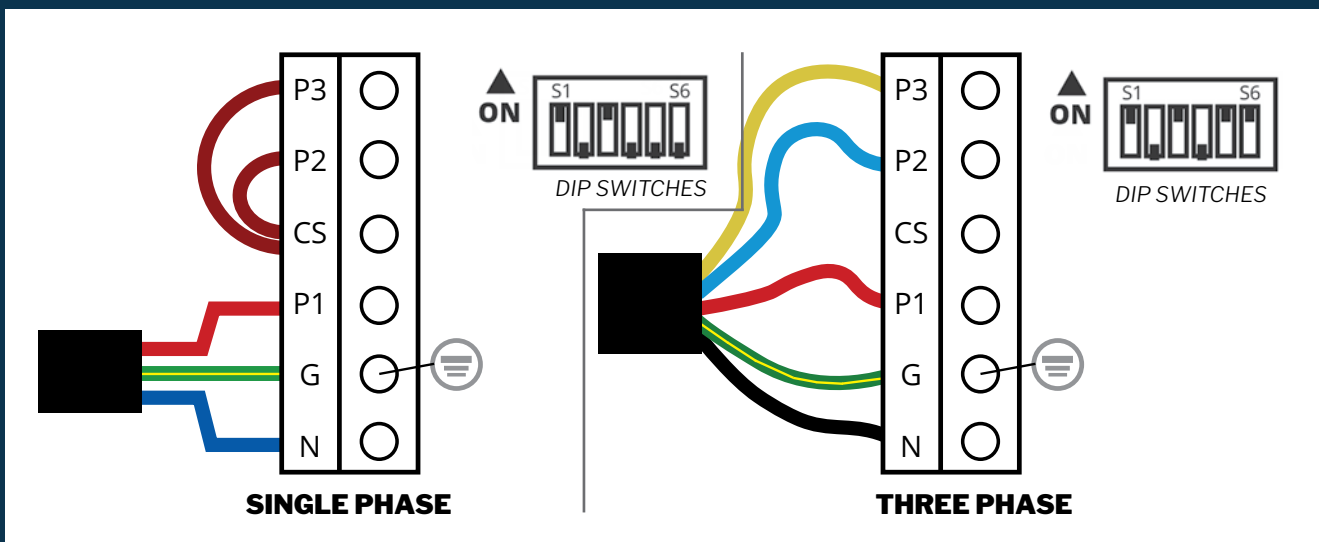 P3
P2
CS
P1
G
N
SINGLE PHASE
ON
S1 S6
DIP SWITCHES
P3
P2
CS
P1
G
N
THREE PHASE
ON
S1 S6
DIP SWITCHES